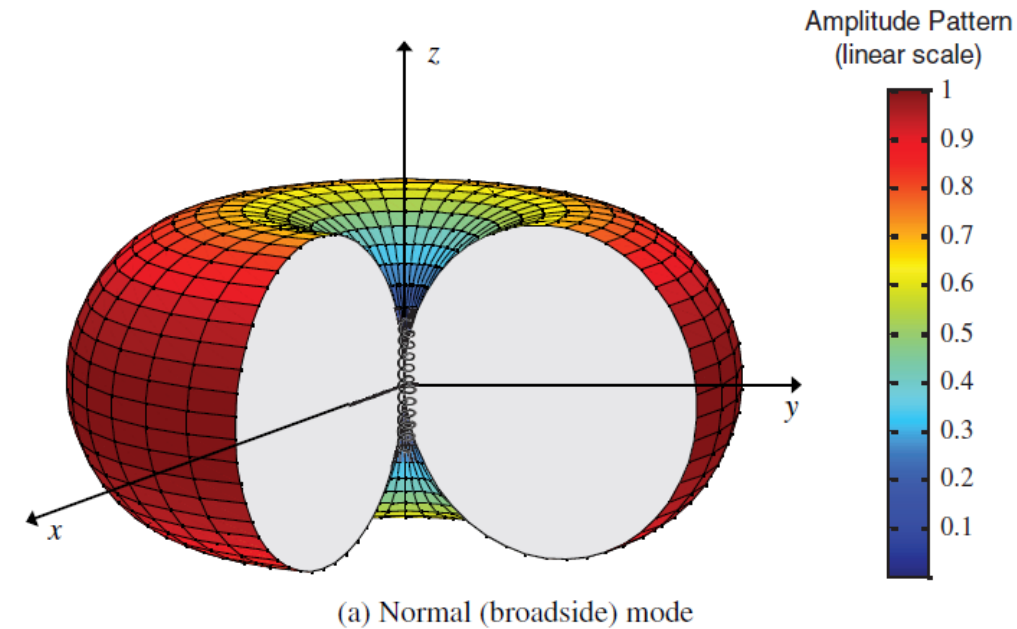 Amplitude Pattern
(linear scale)
z
1
0.9
0.8
0.7
0.6
0.5
0.4
0.3
0.2
0.1
y
x
(a) Normal (broadside) mode